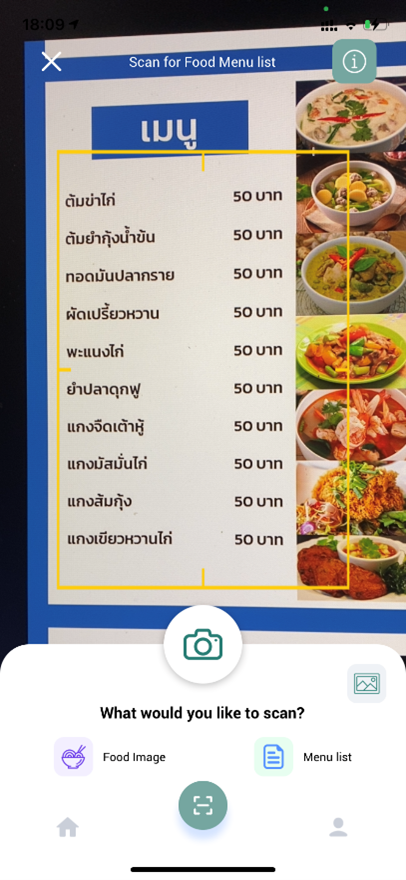 18:09
Scan for Food Menu list
เมนู
ต้มข่าไก่ 50 บาท
ต้มยำกุ้งน้ำข้น 50 บาท
ทอดมันปลากราย 50 บาท
ผัดเปรี้ยวหวาน 50 บาท
พะแนงไก่ 50 บาท
ยำปลาดุกฟู 50 บาท
แกงจืดเต้าหู้ 50 บาท
แกงมัสมั่นไก่ 50 บาท
แกงส้มกุ้ง 50 บาท
แกงเขียวหวานไก่ 50 บาท
What would you like to scan?
Food Image Menu list